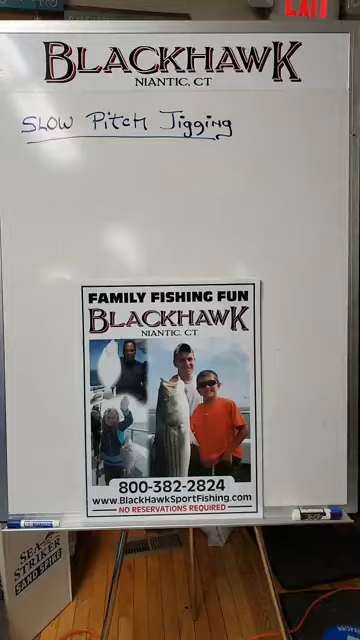 EXIT
BLACKHAWK
NIANTIC, CT
SLOW Pitch Jigging
FAMILY FISHING FUN
BLACKHAWK
NIANTIC, CT
800-382-2824
www.BlackHawkSportFishing.com
NO RESERVATIONS REQUIRED
SEA
STRIKER
SAND SPIKE